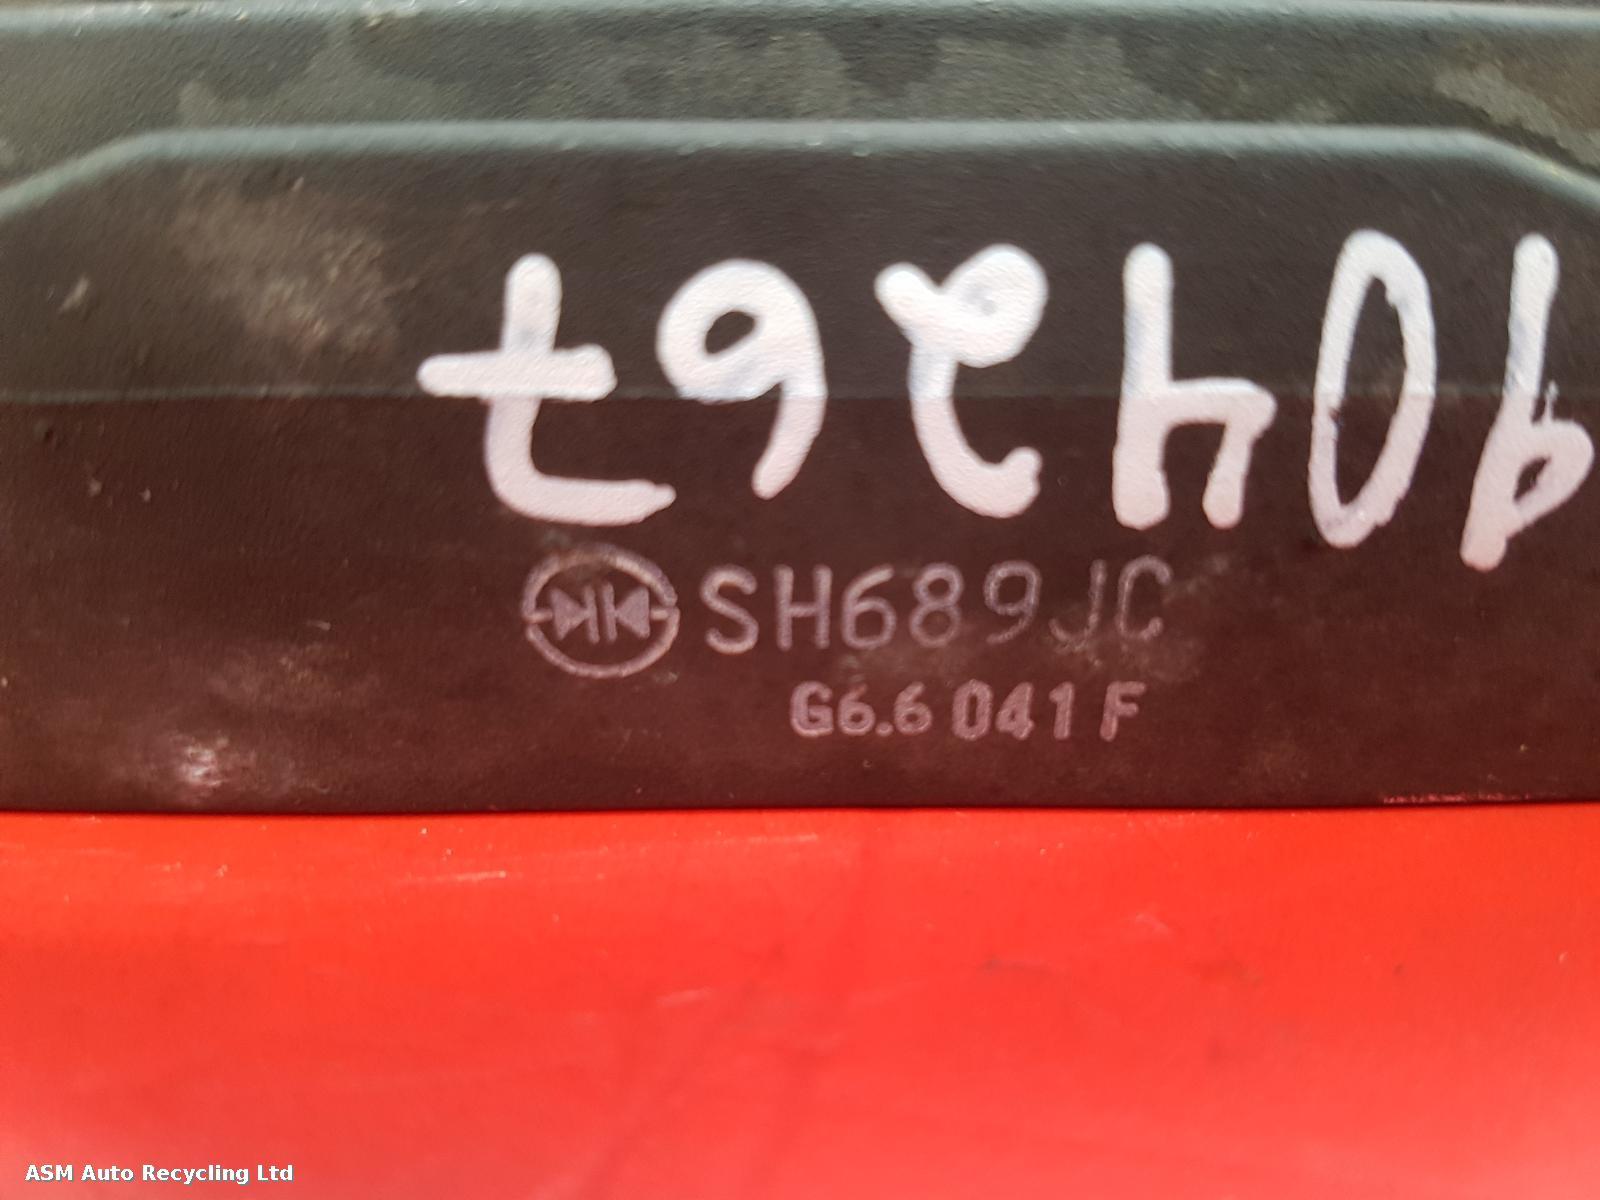 904267
SH689JC
G6.6 041 F
ASM Auto Recycling Ltd